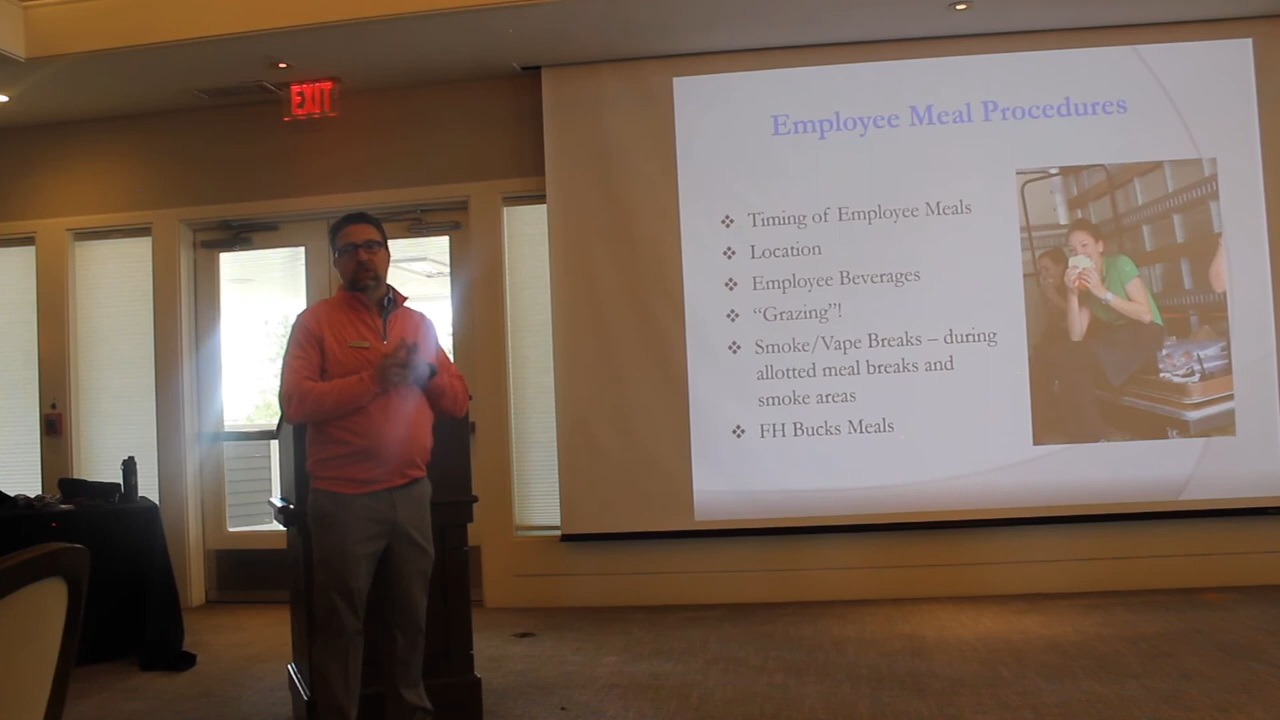 EXIT
Employee Meal Procedures
Timing of Employee Meals
Location
Employee Beverages
“Grazing”!
Smoke/Vape Breaks – during
allotted meal breaks and
smoke areas
FH Bucks Meals